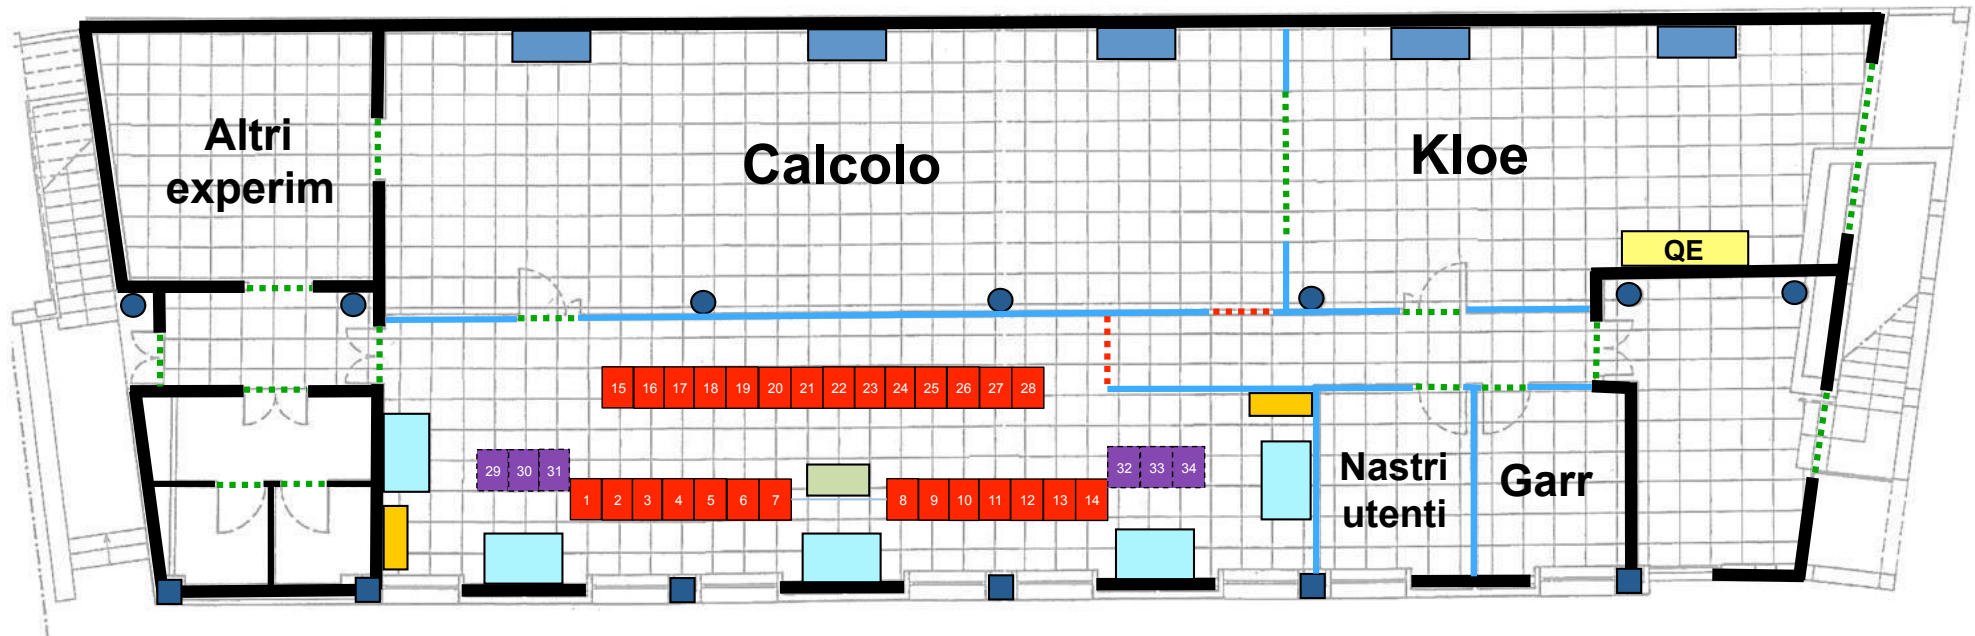 Altri
experim
Calcolo
Kloe
QE
15 16 17 18 19 20 21 22 23 24 25 26 27 28
29 30 31
32 33 34
1 2 3 4 5 6 7
8 9 10 11 12 13 14
Nastri
utenti
Garr